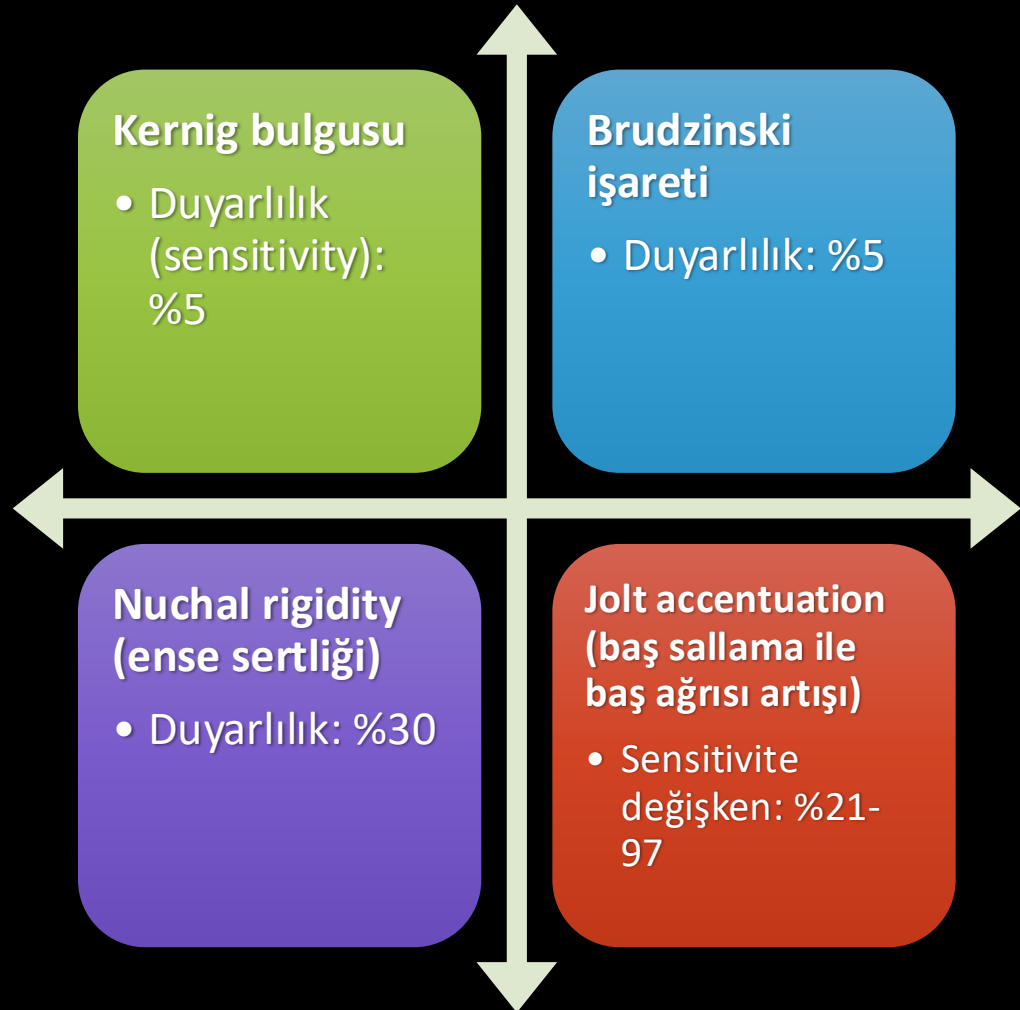 Kernig bulgusu
• Duyarlılık
(sensitivity):
%5
Brudzinski
işareti
• Duyarlılık: %5
Nuchal rigidity
(ense sertliği)
• Duyarlılık: %30
Jolt accentuation
(baş sallama ile
baş ağrısı artışı)
• Sensitivite
değişken: %21-
97